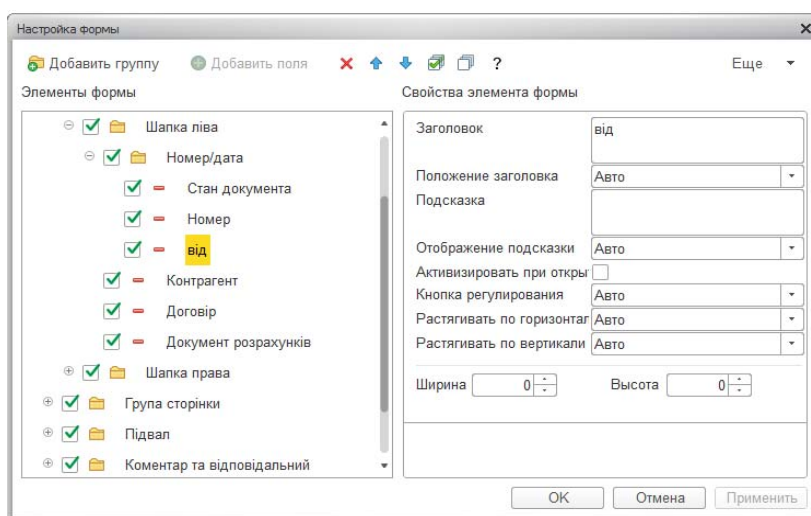 Настройка формы
Добавить группу Добавить поля ? Еще
Элементы формы
Свойства элемента формы
Шапка ліва
Номер/дата
Стан документа
Номер
від
Контрагент
Договір
Документ розрахунків
Шапка права
Група сторінки
Підвал
Коментар та відповідальний
Заголовок від
Положение заголовка Авто
Подсказка
Отображение подсказки Авто
Активизировать при откры
Кнопка регулирования Авто
Растягивать по горизонтал Авто
Растягивать по вертикали Авто
Ширина 0 Высота 0
OK Отмена Применить